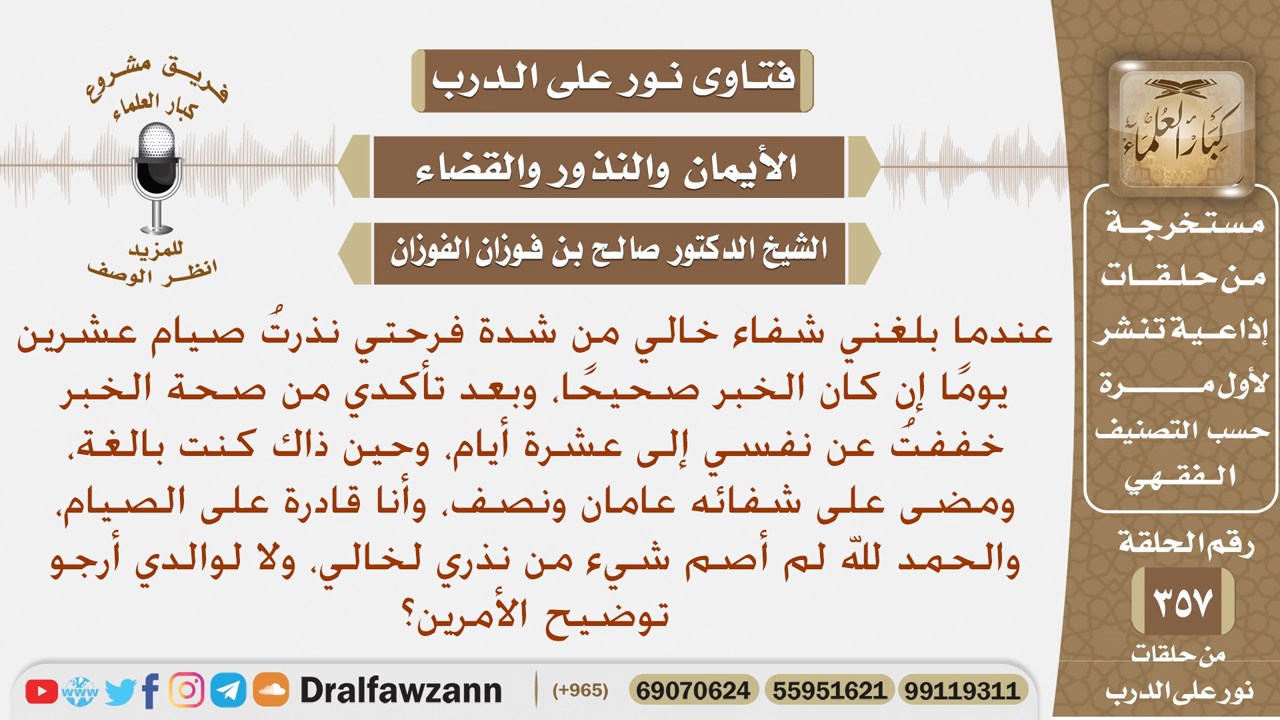 فتاوى نور على الدرب
الأيمان والنذور والقضاء
الشيخ الدكتور صالح بن فوزان الفوزان
فريق مشروع
كبار العلماء
للمزيد
انظر الوصف
عندما بلغني شفاء خالي من شدة فرحتي نذرتُ صيام عشرين
يومًا إن كان الخبر صحيحًا، وبعد تأكدي من صحة الخبر
خففتُ عن نفسي إلى عشرة أيام، وحين ذاك كنت بالغة،
ومضى على شفائه عامان ونصف، وأنا قادرة على الصيام،
والحمد لله لم أصم شيء من نذري لخالي، ولا لوالدي أرجو
توضيح الأمرين؟
كبار العلماء
مستخرجة
من حلقات
إذاعية تنشر
لأول مرة
حسب التصنيف
الفقهي
رقم الحلقة
٣٥٧
من حلقات
نور على الدرب
www
Dralfawzann
(+965) 69070624 55951621 99119311